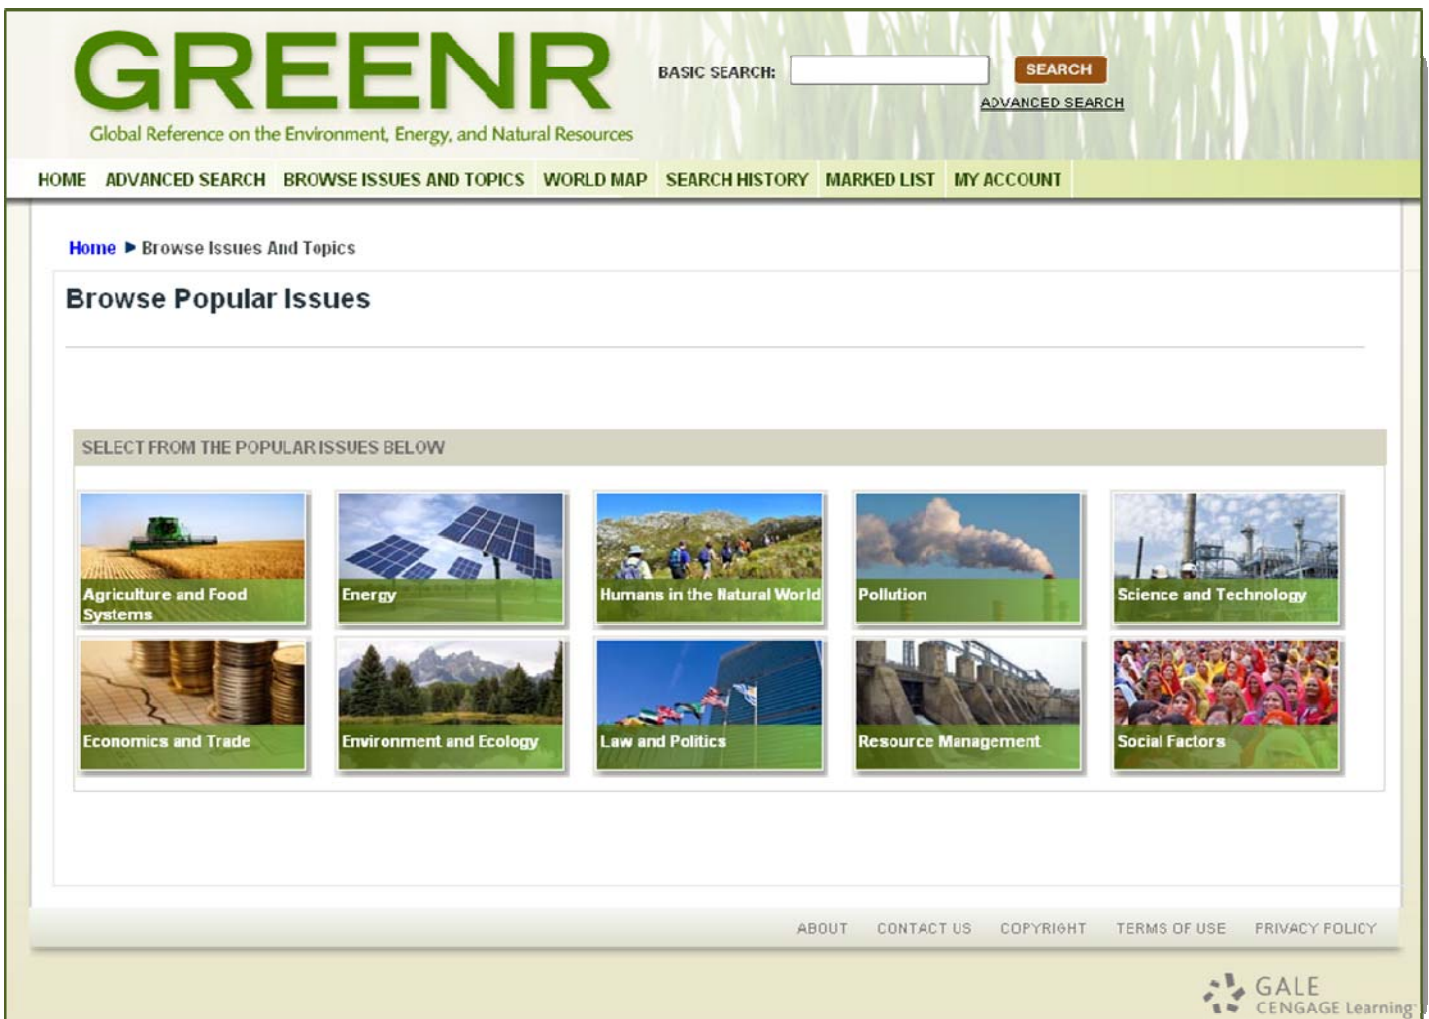 GREENR
Global Reference on the Environment, Energy, and Natural Resources
BASIC SEARCH:
SEARCH
ADVANCED SEARCH
HOME ADVANCED SEARCH BROWSE ISSUES AND TOPICS WORLD MAP SEARCH HISTORY MARKED LIST MY ACCOUNT
Home ▶ Browse Issues And Topics
Browse Popular Issues
SELECT FROM THE POPULAR ISSUES BELOW
Agriculture and Food
Systems
Energy
Humans in the Natural World
Pollution
Science and Technology
Economics and Trade
Environment and Ecology
Law and Politics
Resource Management
Social Factors
ABOUT CONTACT US COPYRIGHT TERMS OF USE PRIVACY POLICY
GALE
CENGAGE Learning